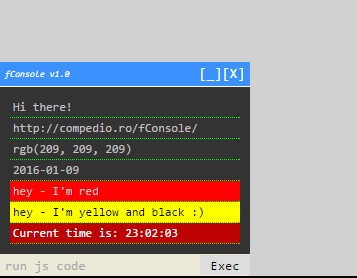 fConsole v1.0 [_][X]
Hi there!
http://compedio.ro/fConsole/
rgb(209, 209, 209)
2016-01-09
hey - I'm red
hey - I'm yellow and black :)
Current time is: 23:02:03
run js code Exec